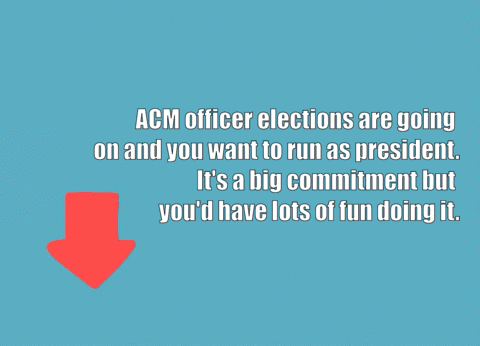 ACM officer elections are going
on and you want to run as president.
It's a big commitment but
you'd have lots of fun doing it.